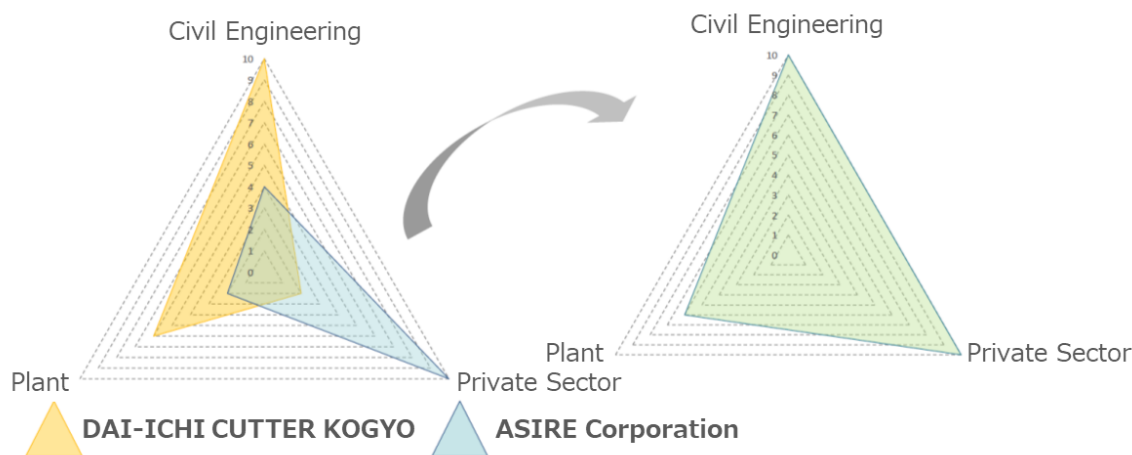 Civil Engineering
10
9
8
7
6
5
4
3
2
1
0
Plant
Private Sector
Civil Engineering
10
9
8
7
6
5
4
3
2
1
0
Plant
Private Sector
DAI-ICHI CUTTER KOGYO
ASIRE Corporation